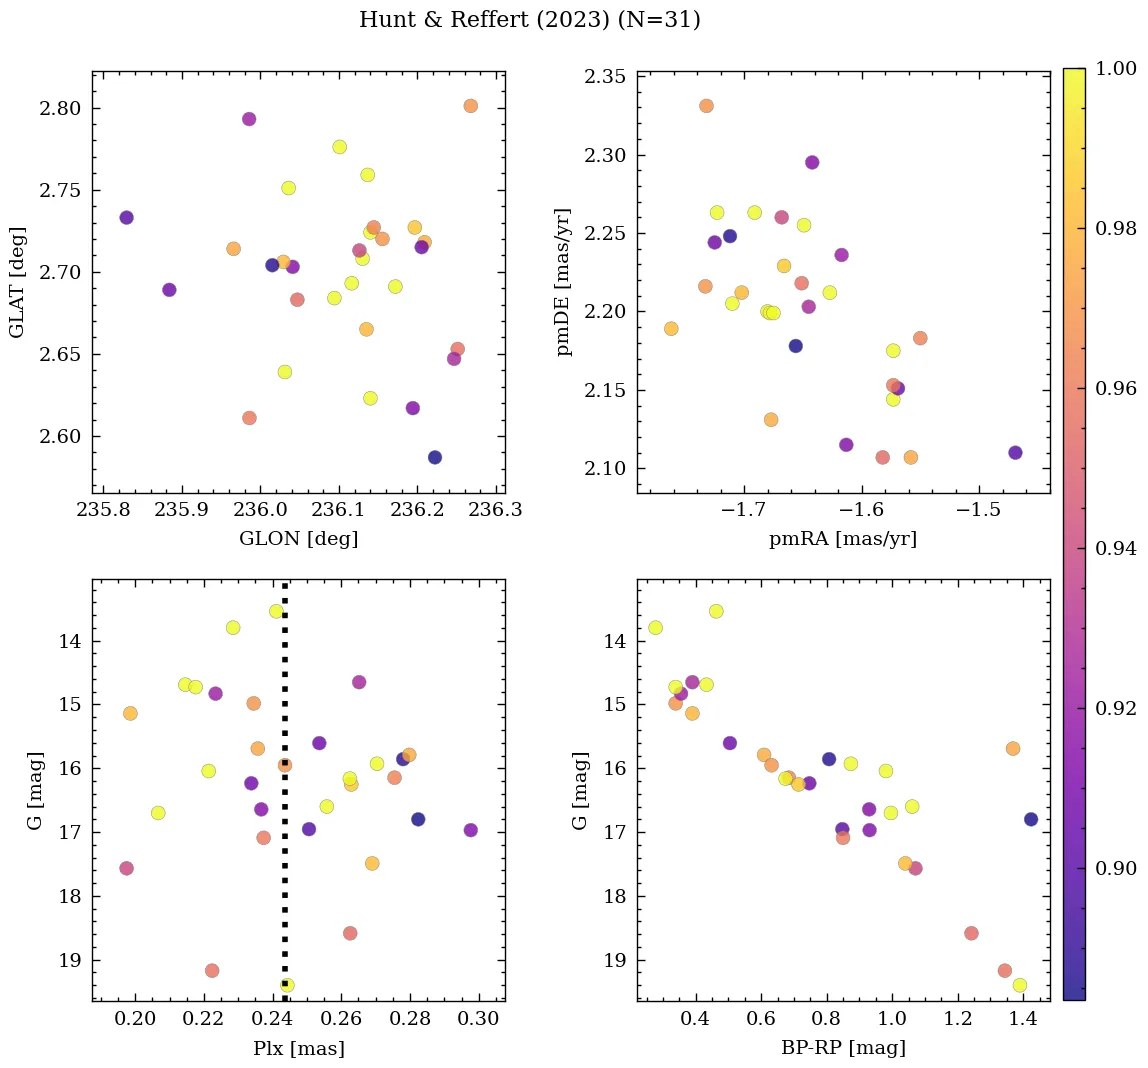 Hunt & Reffert (2023) (N=31)
2.80
2.75
2.70
2.65
2.60
GLAT [deg]
235.8 235.9 236.0 236.1 236.2 236.3
GLON [deg]
2.35
2.30
2.25
2.20
2.15
2.10
pmDE [mas/yr]
−1.7 −1.6 −1.5
pmRA [mas/yr]
14
15
16
17
18
19
G [mag]
0.20 0.22 0.24 0.26 0.28 0.30
Plx [mas]
14
15
16
17
18
19
G [mag]
0.4 0.6 0.8 1.0 1.2 1.4
BP-RP [mag]
1.00
0.98
0.96
0.94
0.92
0.90